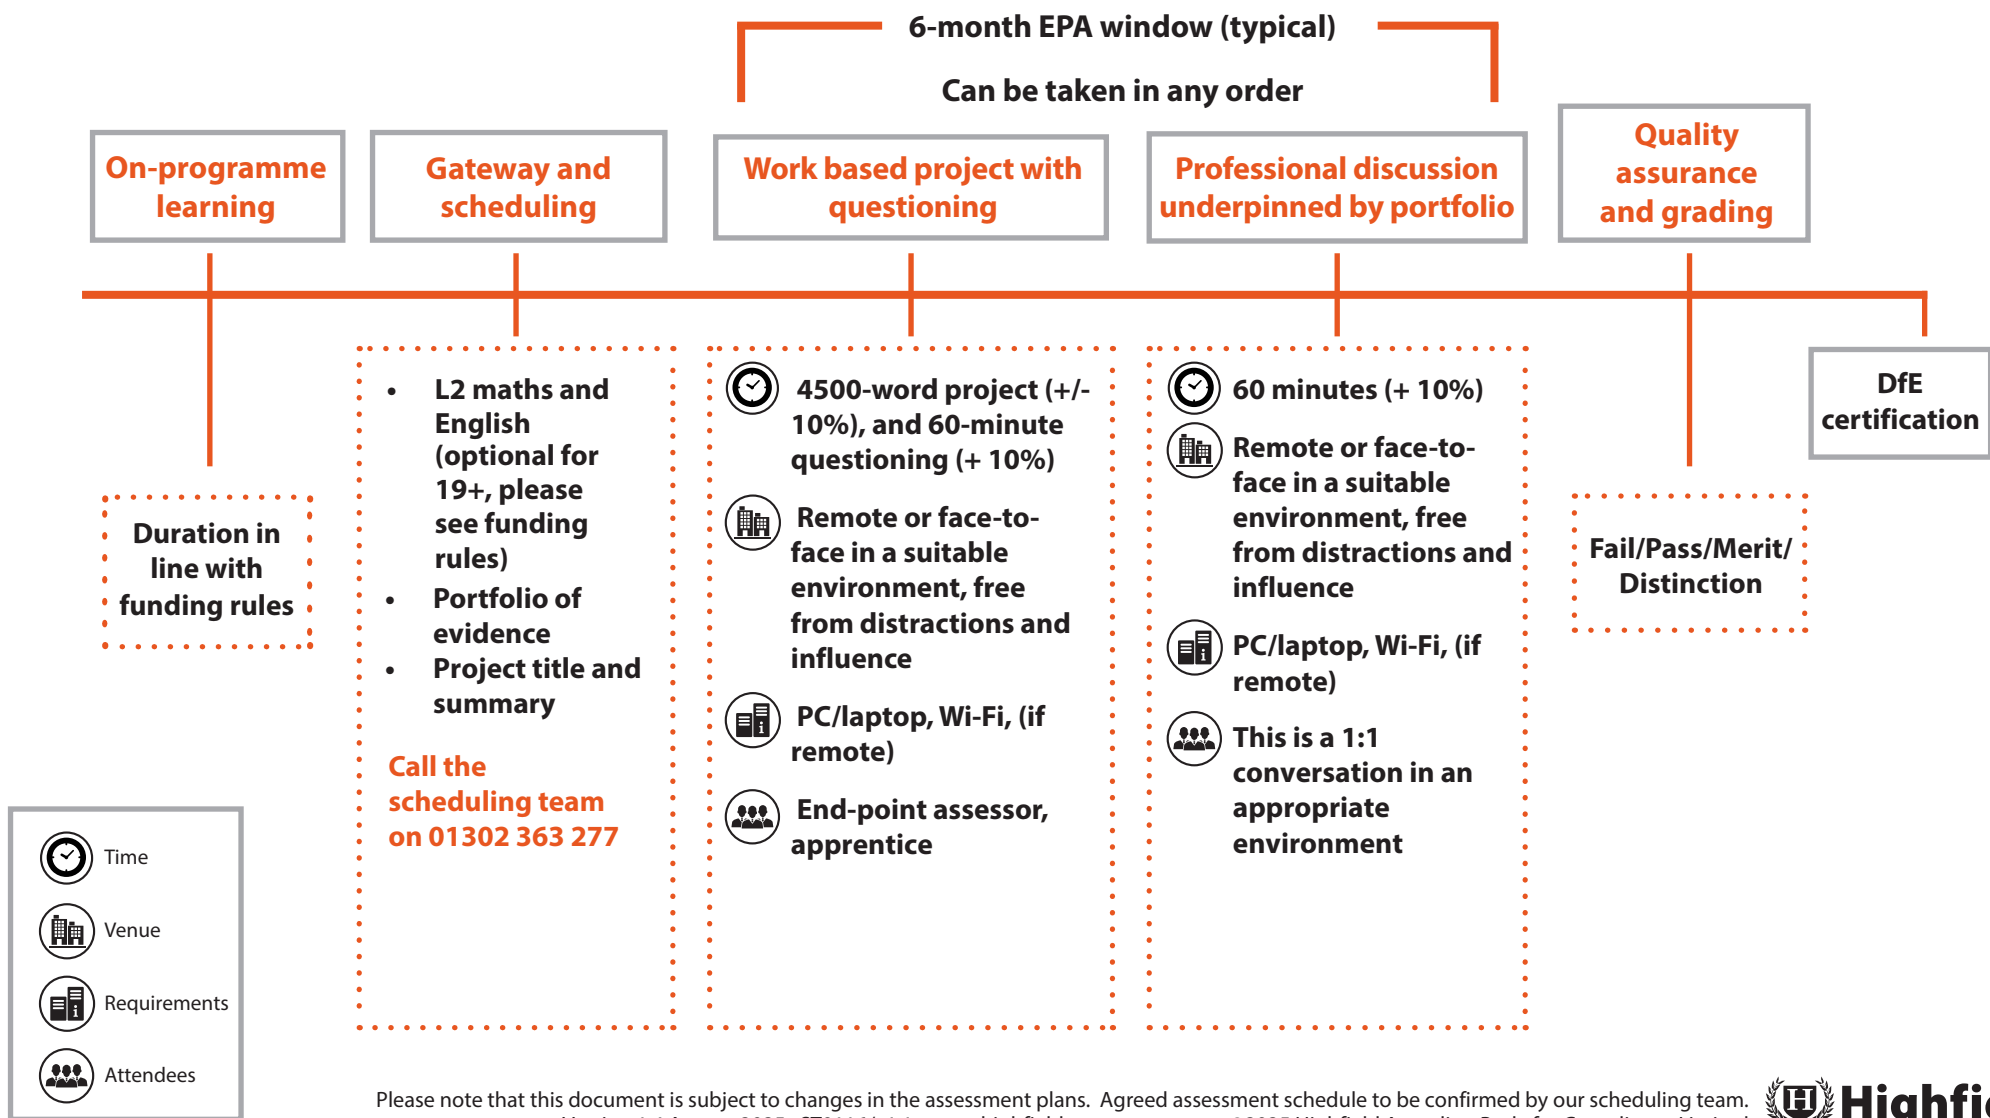 6-month EPA window (typical)
Can be taken in any order
On-programme
learning
Gateway and
scheduling
Work based project with
questioning
Professional discussion
underpinned by portfolio
Quality
assurance
and grading
Duration in
line with
funding rules
• L2 maths and
English
(optional for
19+, please
see funding
rules)
• Portfolio of
evidence
• Project title and
summary
Call the
scheduling team
on 01302 363 277
4500-word project (+/-
10%), and 60-minute
questioning (+ 10%)
Remote or face-to-
face in a suitable
environment, free
from distractions and
influence
PC/laptop, Wi-Fi, (if
remote)
End-point assessor,
apprentice
60 minutes (+ 10%)
Remote or face-to-
face in a suitable
environment, free
from distractions and
influence
PC/laptop, Wi-Fi, (if
remote)
This is a 1:1
conversation in an
appropriate
environment
Fail/Pass/Merit/
Distinction
DfE
certification
Time
Venue
Requirements
Attendees
Please note that this document is subject to changes in the assessment plans. Agreed assessment schedule to be confirmed by our scheduling team.
H